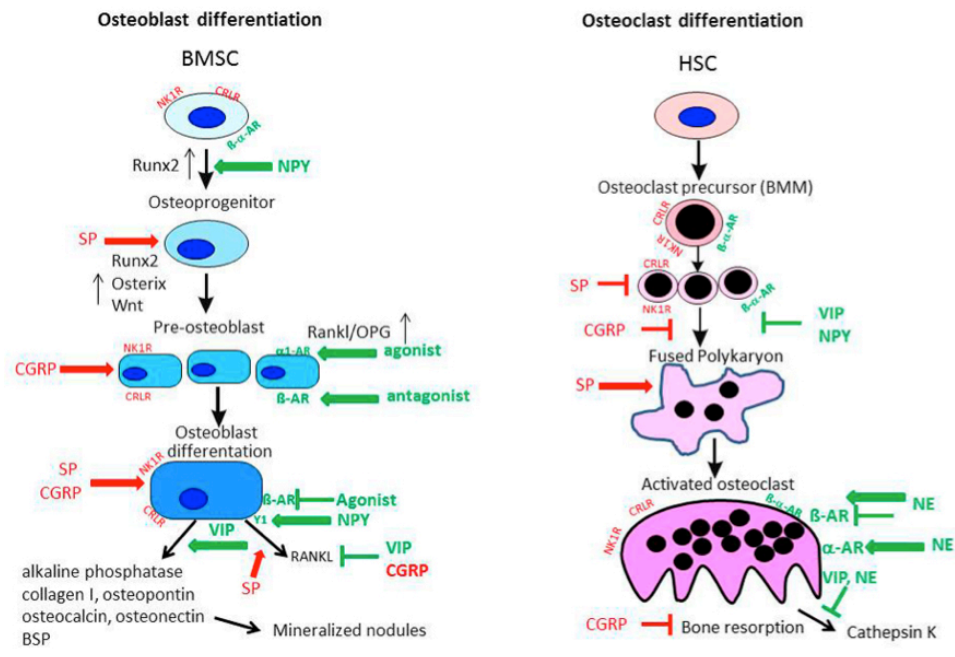 Osteoblast differentiation
BMSC
NK1R
CRLR
ß-α-AR
Runx2
NPY
Osteoprogenitor
SP
Runx2
Osterix
Wnt
Pre-osteoblast
Rankl/OPG
NK1R
α1-AR
agonist
CGRP
CRLR
ß-AR
antagonist
Osteoblast
differentation
SP
CGRP
NK1R
CRLR
ß-AR
Agonist
Y1
NPY
VIP
SP
RANKL
VIP
CGRP
alkaline phosphatase
collagen I, osteopontin
osteocalcin, osteonectin
BSP
Mineralized nodules
Osteoclast differentiation
HSC
Osteoclast precursor (BMM)
CRLR
NK1R
ß-α-AR
CRLR
SP
NK1R
ß-α-AR
CGRP
VIP
NPY
Fused Polykaryon
SP
Activated osteoclast
CRLR
NK1R
ß-α-AR
NE
ß-AR
α-AR
NE
VIP, NE
CGRP
Bone resorption
Cathepsin K